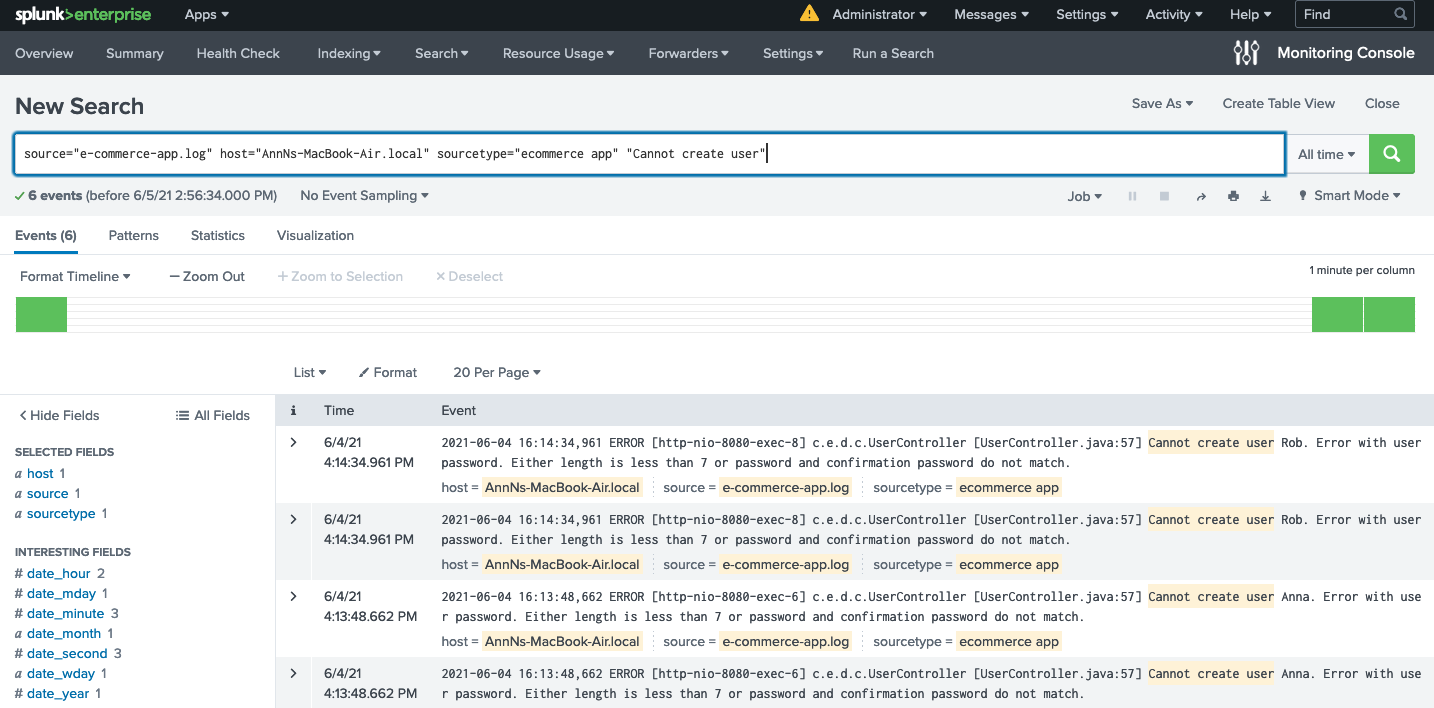 splunk>enterprise Apps Administrator Messages Settings Activity Help Find
Overview Summary Health Check Indexing Search Resource Usage Forwarders Settings Run a Search Monitoring Console
New Search Save As Create Table View Close
source="e-commerce-app.log" host="AnnNs-MacBook-Air.local" sourcetype="ecommerce app" "Cannot create user" All time
6 events (before 6/5/21 2:56:34.000 PM) No Event Sampling Job Smart Mode
Events (6) Patterns Statistics Visualization
Format Timeline — Zoom Out + Zoom to Selection × Deselect 1 minute per column
List Format 20 Per Page
< Hide Fields All Fields i Time Event
SELECTED FIELDS
a host 1
a source 1
a sourcetype 1
INTERESTING FIELDS
# date_hour 2
# date_mday 1
# date_minute 3
a date_month 1
# date_second 3
a date_wday 1
# date_year 1
> 6/4/21 2021-06-04 16:14:34,961 ERROR [http-nio-8080-exec-8] c.e.d.c.UserController [UserController.java:57] Cannot create user Rob. Error with user
4:14:34.961 PM password. Either length is less than 7 or password and confirmation password do not match.
host = AnnNs-MacBook-Air.local source = e-commerce-app.log sourcetype = ecommerce app
> 6/4/21 2021-06-04 16:14:34,961 ERROR [http-nio-8080-exec-8] c.e.d.c.UserController [UserController.java:57] Cannot create user Rob. Error with user
4:14:34.961 PM password. Either length is less than 7 or password and confirmation password do not match.
host = AnnNs-MacBook-Air.local source = e-commerce-app.log sourcetype = ecommerce app
> 6/4/21 2021-06-04 16:13:48,662 ERROR [http-nio-8080-exec-6] c.e.d.c.UserController [UserController.java:57] Cannot create user Anna. Error with use
4:13:48.662 PM r password. Either length is less than 7 or password and confirmation password do not match.
host = AnnNs-MacBook-Air.local source = e-commerce-app.log sourcetype = ecommerce app
> 6/4/21 2021-06-04 16:13:48,662 ERROR [http-nio-8080-exec-6] c.e.d.c.UserController [UserController.java:57] Cannot create user Anna. Error with use
4:13:48.662 PM r password. Either length is less than 7 or password and confirmation password do not match.